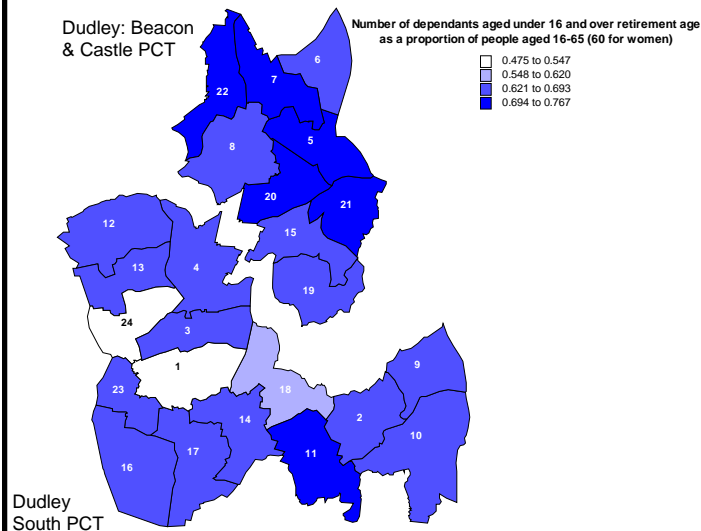 Dudley: Beacon
& Castle PCT
Number of dependants aged under 16 and over retirement age
as a proportion of people aged 16-65 (60 for women)
0.475 to 0.547
0.548 to 0.620
0.621 to 0.693
0.694 to 0.767
6
7
22
5
8
20
21
12
15
13
4
19
24
3
1
9
23
18
14
2
10
17
11
16
Dudley
South PCT